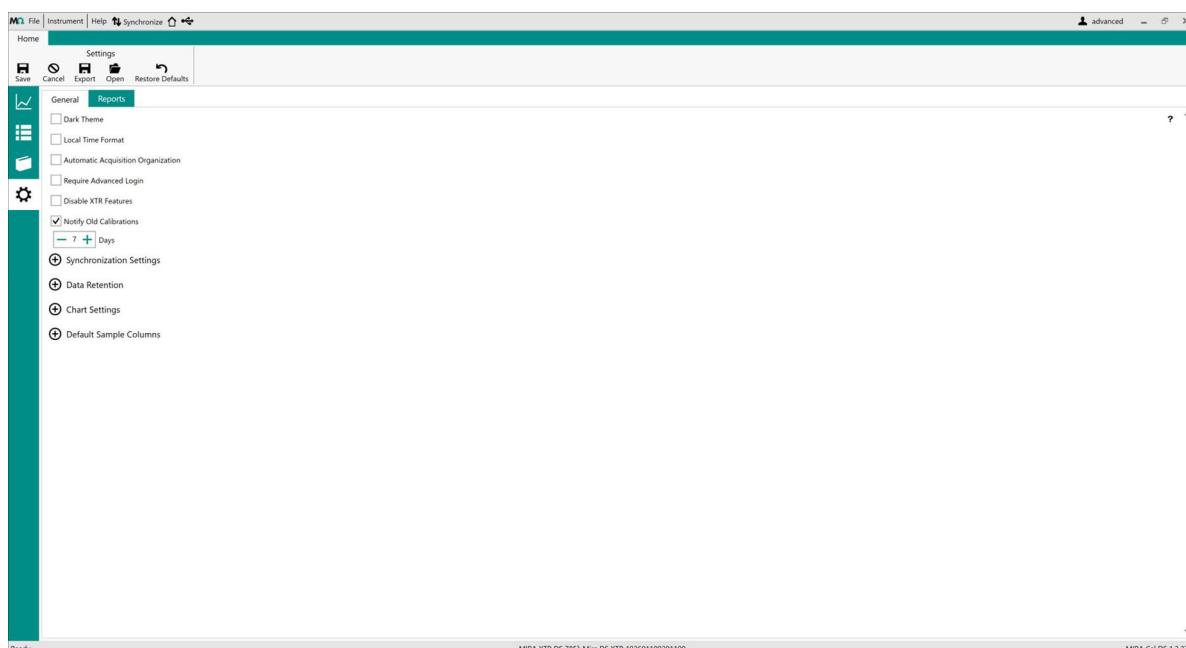 MΩ File Instrument Help Synchronize advanced
Home
Settings
Save Cancel Export Open Restore Defaults
General Reports
Dark Theme ?
Local Time Format
Automatic Acquisition Organization
Require Advanced Login
Disable XTR Features
Notify Old Calibrations
7 Days
Synchronization Settings
Data Retention
Chart Settings
Default Sample Columns